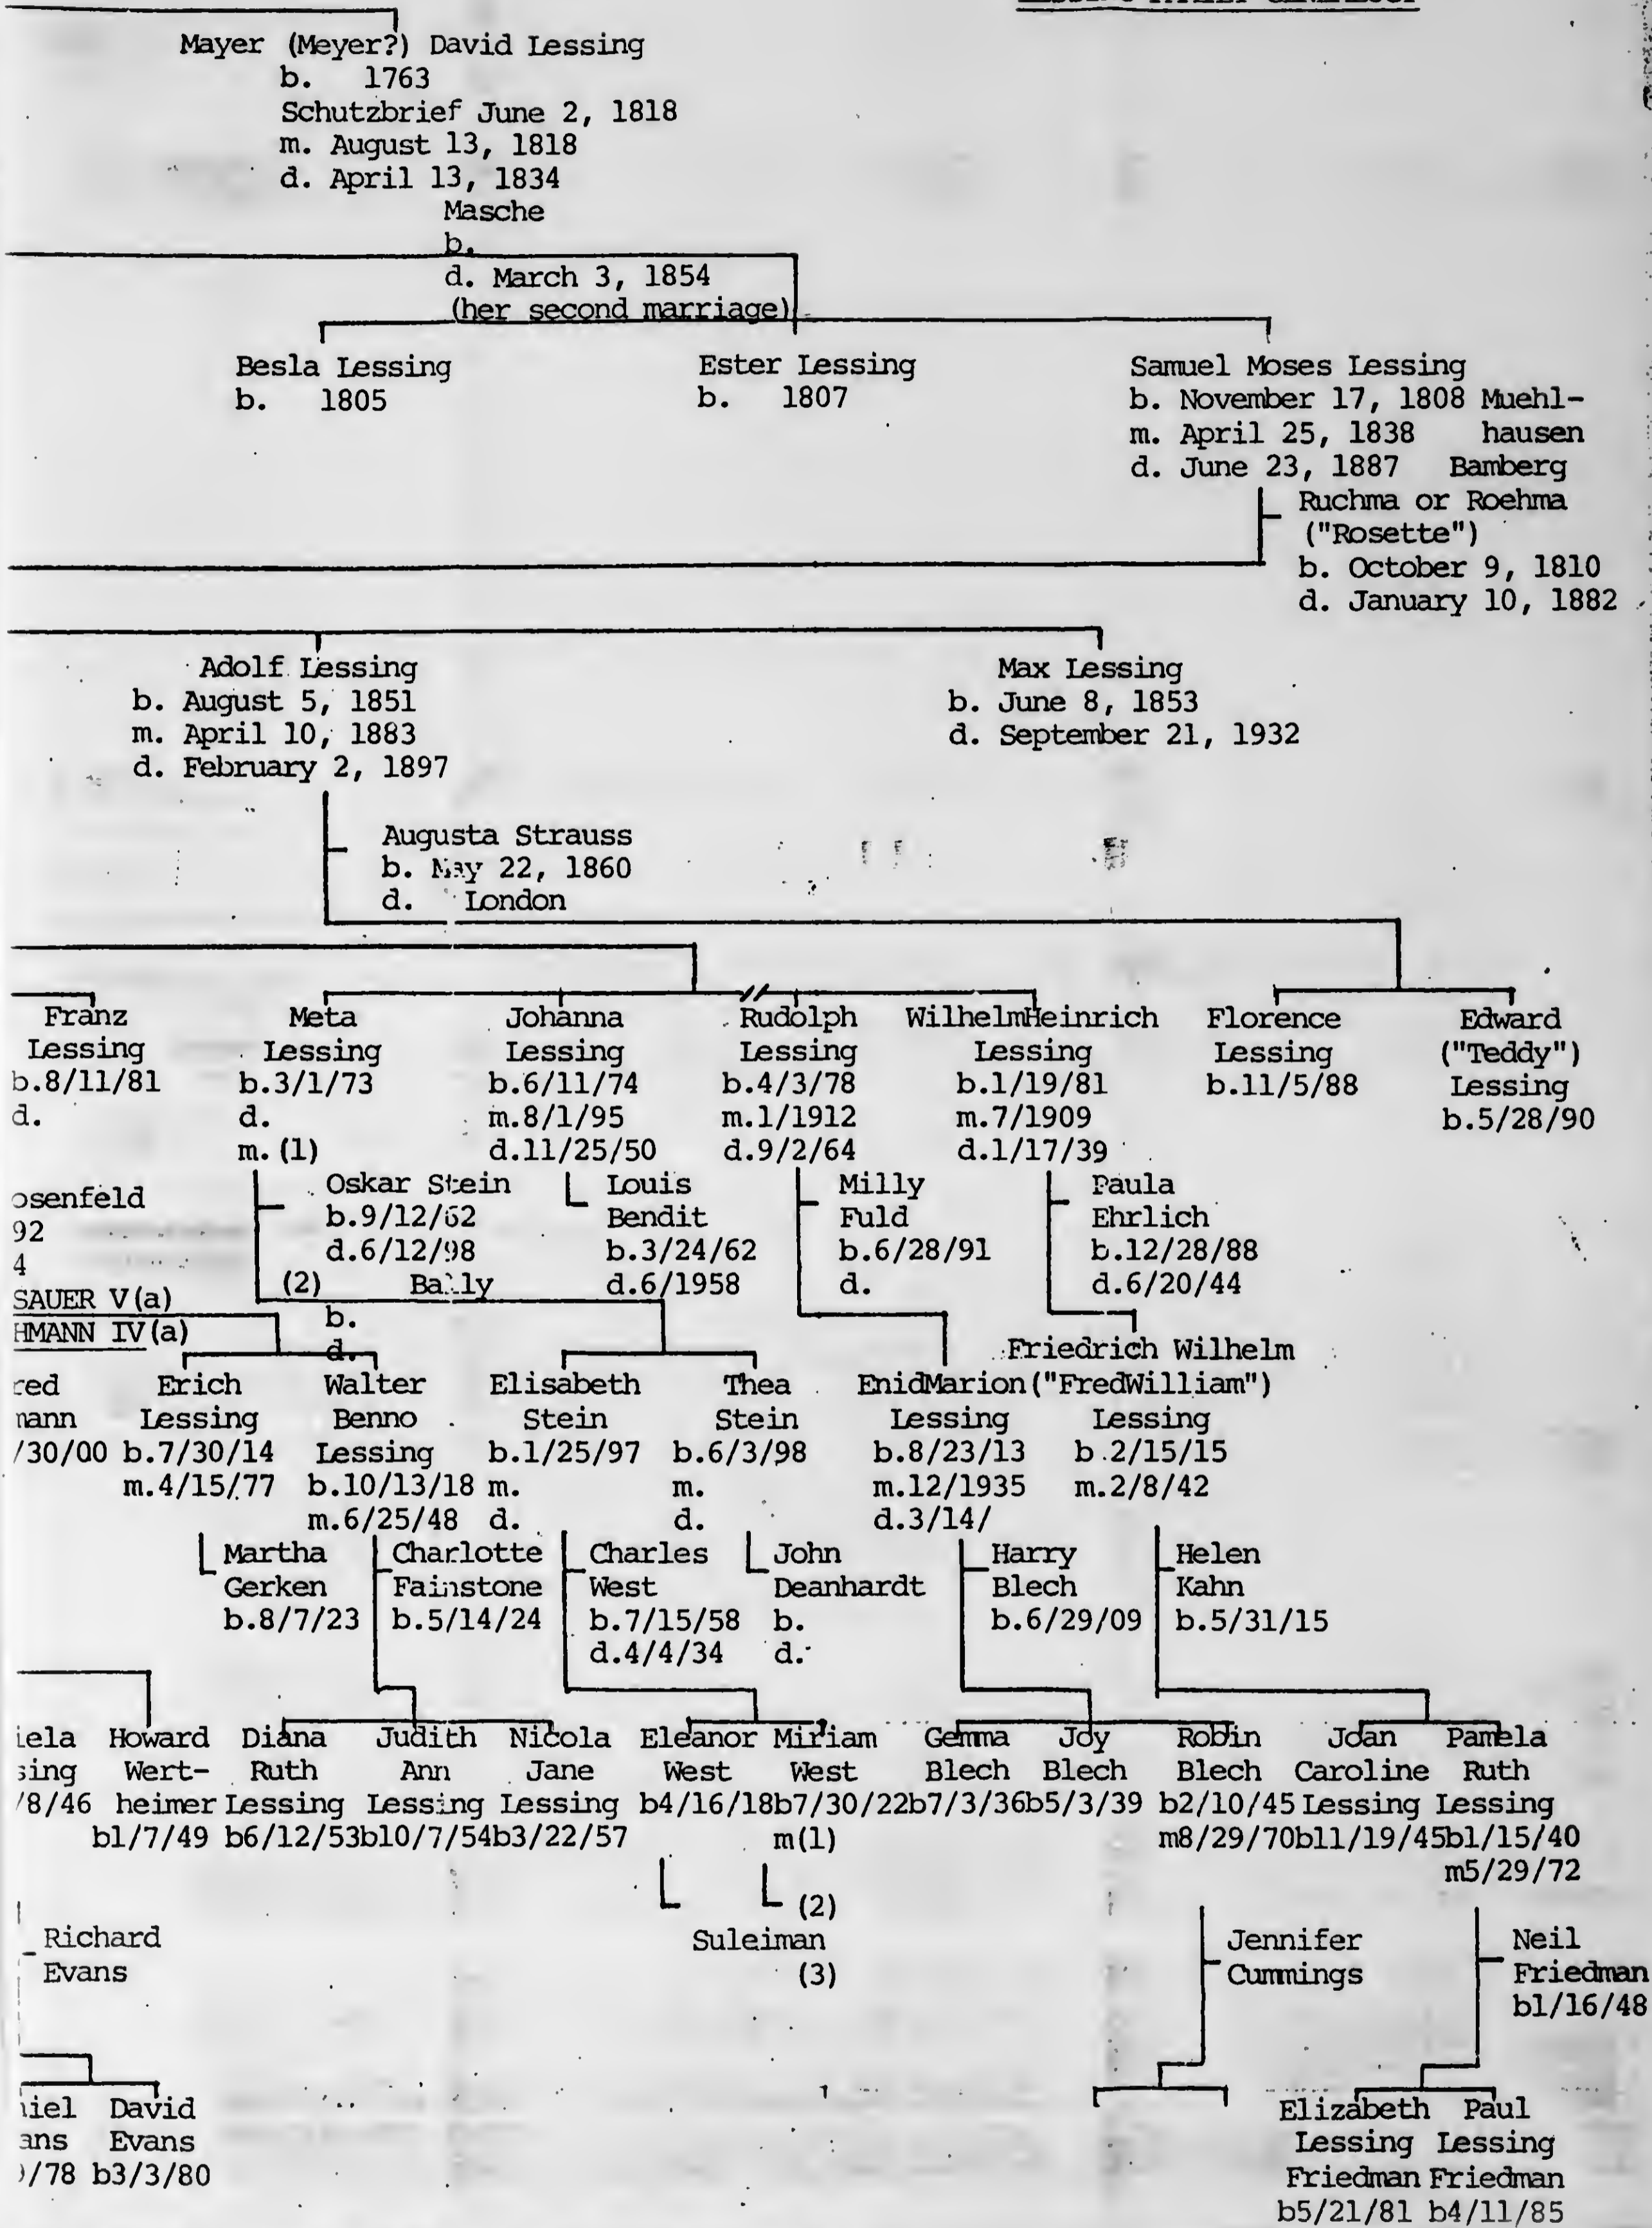 Mayer (Meyer?) David Lessing
b. 1763
Schutzbrief June 2, 1818
m. August 13, 1818
d. April 13, 1834
Masche
b.
d. March 3, 1854
(her second marriage)
Besla Lessing
b. 1805
Ester Lessing
b. 1807
Samuel Moses Lessing
b. November 17, 1808 Muehl-
m. April 25, 1838 hausen
d. June 23, 1887 Bamberg
Ruchma or Roehma
("Rosette")
b. October 9, 1810
d. January 10, 1882
Adolf Lessing
b. August 5, 1851
m. April 10, 1883
d. February 2, 1897
Max Lessing
b. June 8, 1853
d. September 21, 1932
Augusta Strauss
b. May 22, 1860
d. London
Franz
Lessing
b.8/11/81
d.
Meta
Lessing
b.3/1/73
d.
m. (1)
Johanna
Lessing
b.6/11/74
m.8/1/95
d.11/25/50
Rudolph
Lessing
b.4/3/78
m.1/1912
d.9/2/64
WilhelmHeinrich
Lessing
b.1/19/81
m.7/1909
d.1/17/39
Florence
Lessing
b.11/5/88
Edward
("Teddy")
Lessing
b.5/28/90
osenfeld
92
4
SAUER V(a)
HMANN IV(a)
Oskar Stein
b.9/12/62
d.6/12/98
(2) Bally
b.
d.
Louis
Bendit
b.3/24/62
d.6/1958
Milly
Fuld
b.6/28/91
d.
Paula
Ehrlich
b.12/28/88
d.6/20/44
red
mann
/30/00
Erich
Lessing
b.7/30/14
m.4/15/77
Walter
Benno
Lessing
b.10/13/18
m.6/25/48
Elisabeth
Stein
b.1/25/97
m.
d.
Thea
Stein
b.6/3/98
m.
d.
EnidMarion
Lessing
b.8/23/13
m.12/1935
d.3/14/
Friedrich Wilhelm
("FredWilliam")
Lessing
b.2/15/15
m.2/8/42
Martha
Gerken
b.8/7/23
Charlotte
Fainstone
b.5/14/24
Charles
West
b.7/15/58
d.4/4/34
John
Deanhardt
b.
d.
Harry
Blech
b.6/29/09
Helen
Kahn
b.5/31/15
iela
sing
/8/46
Howard
Wert-
heimer
b1/7/49
Diana
Ruth
Lessing
b6/12/53
Judith
Ann
Lessing
b10/7/54
Nicola
Jane
Lessing
b3/22/57
Eleanor
West
b4/16/18
Miriam
West
b7/30/22
m(1)
(2)
Suleiman
(3)
Gemma
Blech
b7/3/36
Joy
Blech
b5/3/39
Robin
Blech
b2/10/45
m8/29/70
Joan
Caroline
Lessing
b11/19/45
Pamela
Ruth
Lessing
b1/15/40
m5/29/72
Richard
Evans
Jennifer
Cummings
Neil
Friedman
b1/16/48
niel
ans
/78
David
Evans
b3/3/80
Elizabeth
Lessing
Friedman
b5/21/81
Paul
Lessing
Friedman
b4/11/85